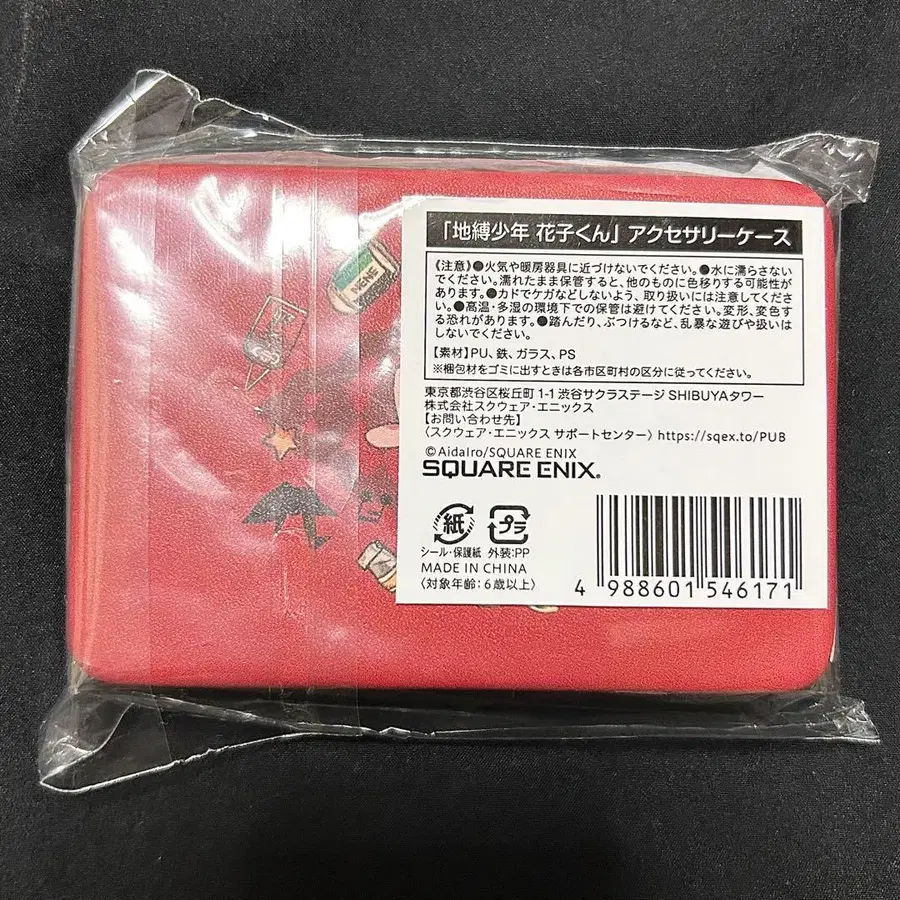 「地縛少年 花子くん」アクセサリーケース
《注意》●火気や暖房器具に近づけないでください。●水に濡らさない
でください。濡れたまま保管すると、他のものに色移りする可能性が
あります。●カドでケガなどしないよう、取り扱いには注意してくださ
い。●高温・多湿の環境下での保管は避けてください。変形、変色す
る恐れがあります。●踏んだり、ぶつけるなど、乱暴な遊びや扱いは
しないでください。
【素材】PU、鉄、ガラス、PS
※梱包材をゴミに出すときは各市区町村の区分に従ってください。
東京都渋谷区桜丘町1-1 渋谷サクラステージ SHIBUYAタワー
株式会社スクウェア・エニックス
【お問い合わせ先】
〈スクウェア・エニックス サポートセンター〉https://sqex.to/PUB
©AidaIro/SQUARE ENIX
SQUARE ENIX.
紙 プラ
シール・保護紙 外装:PP
MADE IN CHINA
〈対象年齢:6歳以上〉
4 988601 546171
NENE